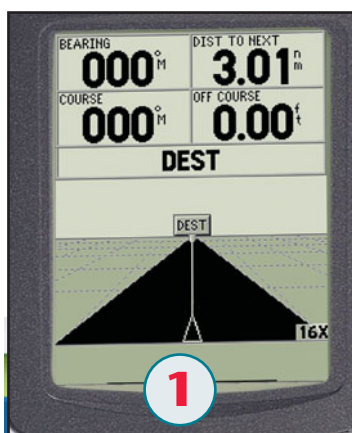 BEARING DIST TO NEXT
000°M 3.01nm
COURSE OFF COURSE
000°M 0.00ft
DEST
DEST
16X
1